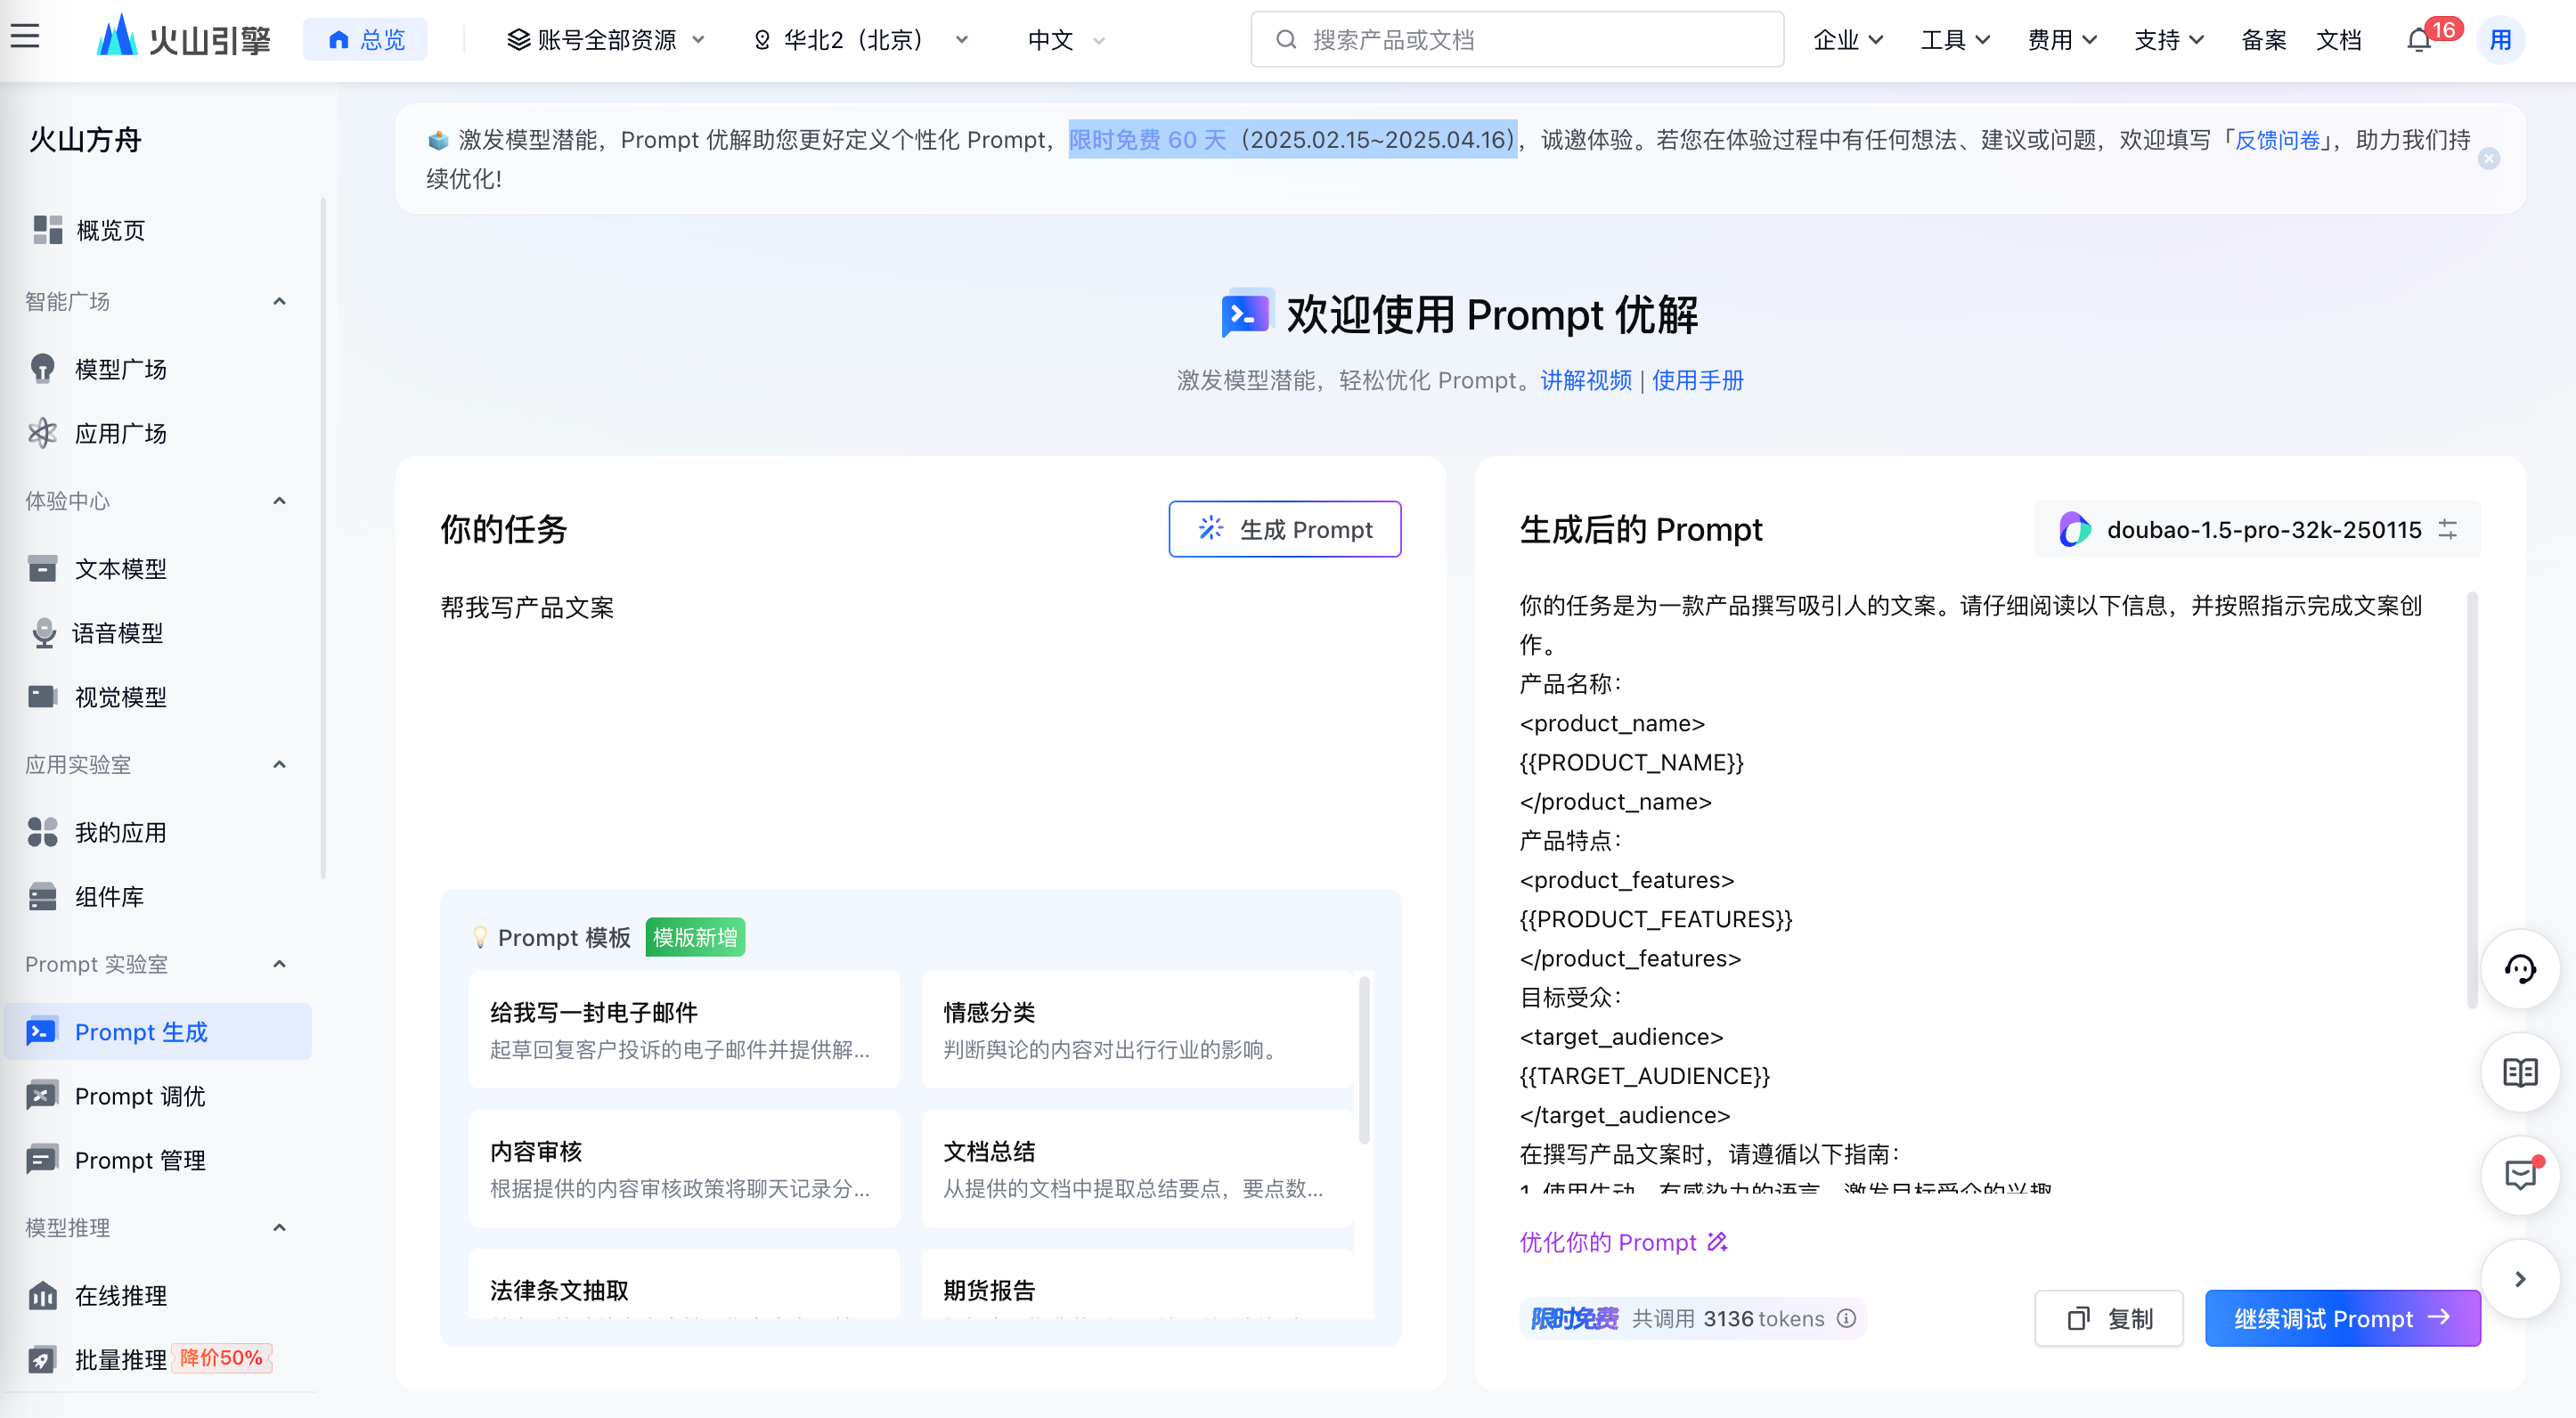 火山引擎
总览
账号全部资源
华北2（北京）
中文
搜索产品或文档
企业
工具
费用
支持
备案
文档
16
用
火山方舟
概览页
智能广场
模型广场
应用广场
体验中心
文本模型
语音模型
视觉模型
应用实验室
我的应用
组件库
Prompt 实验室
Prompt 生成
Prompt 调优
Prompt 管理
模型推理
在线推理
批量推理 降价50%
激发模型潜能，Prompt 优解助您更好定义个性化 Prompt，限时免费 60 天（2025.02.15~2025.04.16)，诚邀体验。若您在体验过程中有任何想法、建议或问题，欢迎填写「反馈问卷」，助力我们持
续优化!
欢迎使用 Prompt 优解
激发模型潜能，轻松优化 Prompt。讲解视频 | 使用手册
你的任务
生成 Prompt
帮我写产品文案
Prompt 模板 模版新增
给我写一封电子邮件
起草回复客户投诉的电子邮件并提供解...
情感分类
判断舆论的内容对出行行业的影响。
内容审核
根据提供的内容审核政策将聊天记录分...
文档总结
从提供的文档中提取总结要点，要点数...
法律条文抽取
期货报告
生成后的 Prompt
doubao-1.5-pro-32k-250115
你的任务是为一款产品撰写吸引人的文案。请仔细阅读以下信息，并按照指示完成文案创
作。
产品名称：
<product_name>
{{PRODUCT_NAME}}
</product_name>
产品特点：
<product_features>
{{PRODUCT_FEATURES}}
</product_features>
目标受众：
<target_audience>
{{TARGET_AUDIENCE}}
</target_audience>
在撰写产品文案时，请遵循以下指南：
1. 使用生动、有感染力的语言，激发目标受众的兴趣
优化你的 Prompt
限时免费 共调用 3136 tokens
复制
继续调试 Prompt